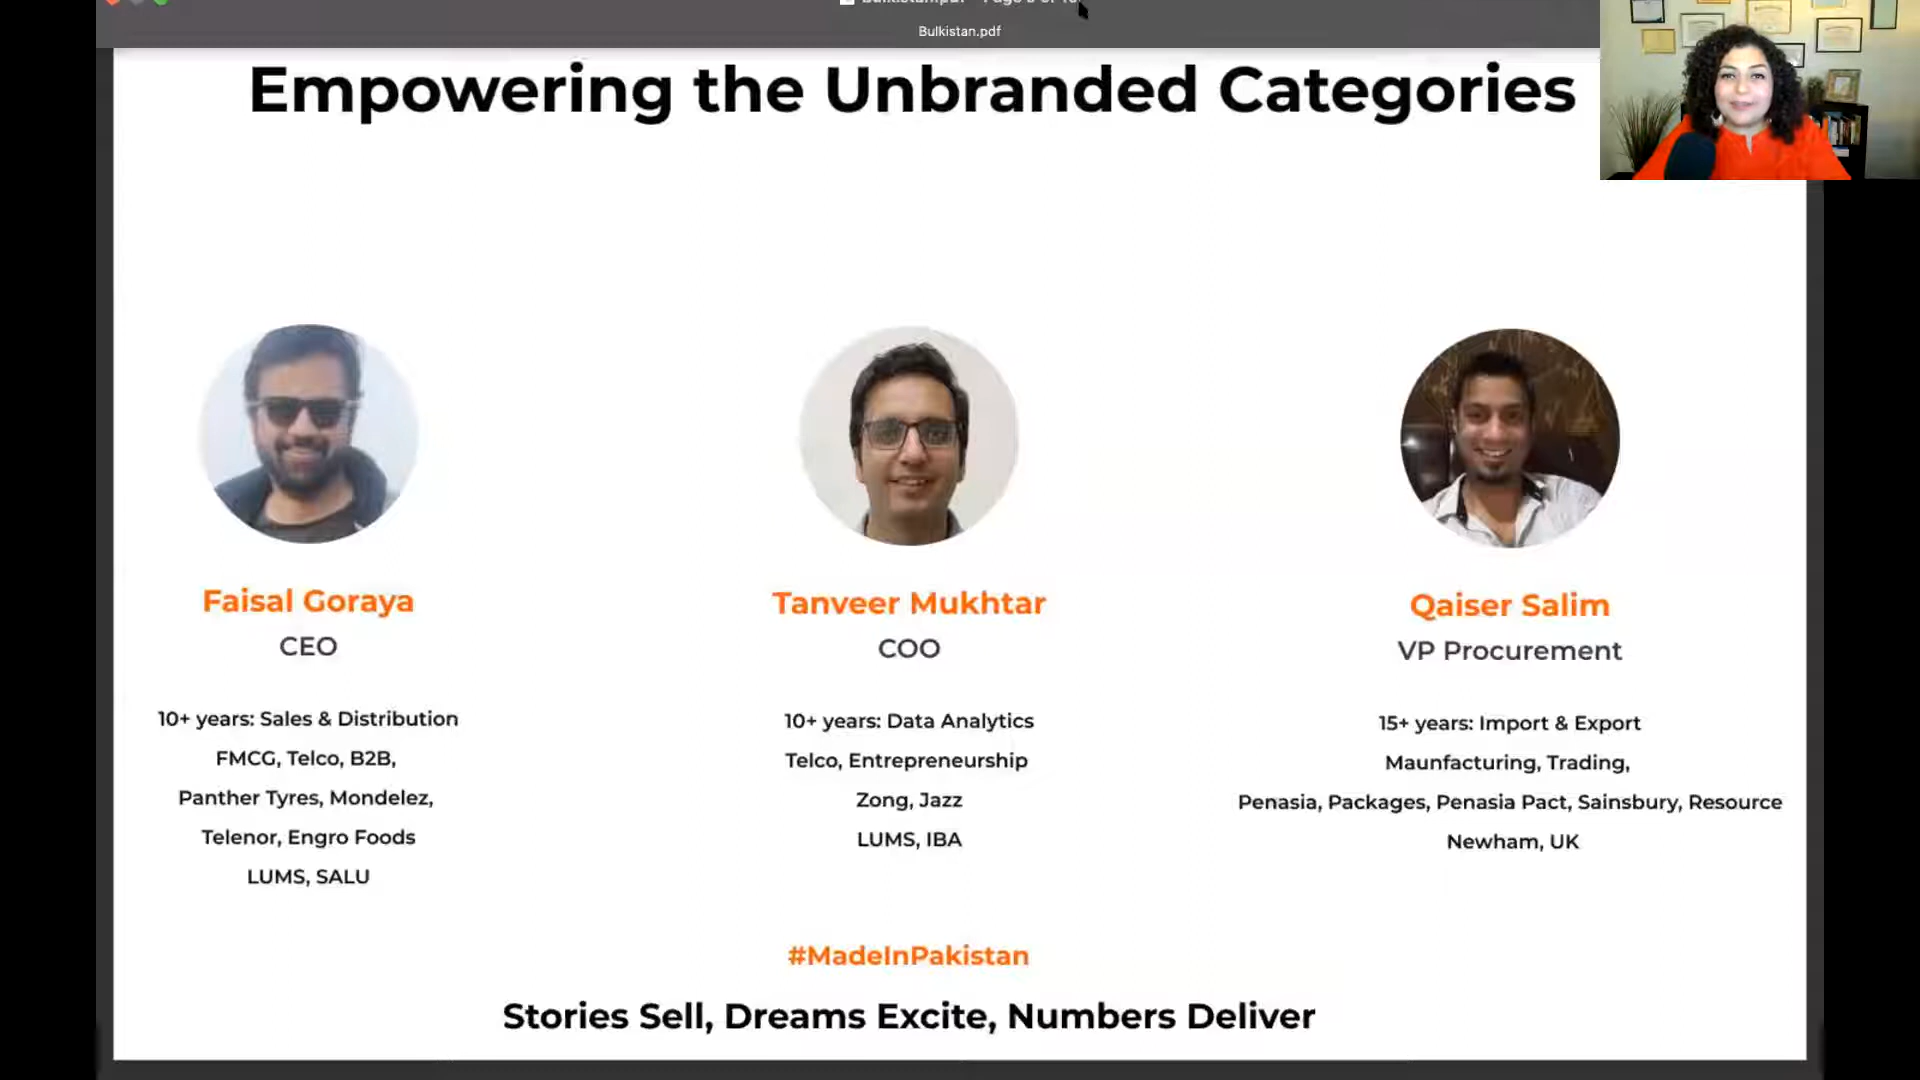 Bulkistan.pdf
Empowering the Unbranded Categories
Faisal Goraya
CEO
10+ years: Sales & Distribution
FMCG, Telco, B2B,
Panther Tyres, Mondelez,
Telenor, Engro Foods
LUMS, SALU
Tanveer Mukhtar
COO
10+ years: Data Analytics
Telco, Entrepreneurship
Zong, Jazz
LUMS, IBA
Qaiser Salim
VP Procurement
15+ years: Import & Export
Maunfacturing, Trading,
Penasia, Packages, Penasia Pact, Sainsbury, Resource
Newham, UK
#MadeInPakistan
Stories Sell, Dreams Excite, Numbers Deliver